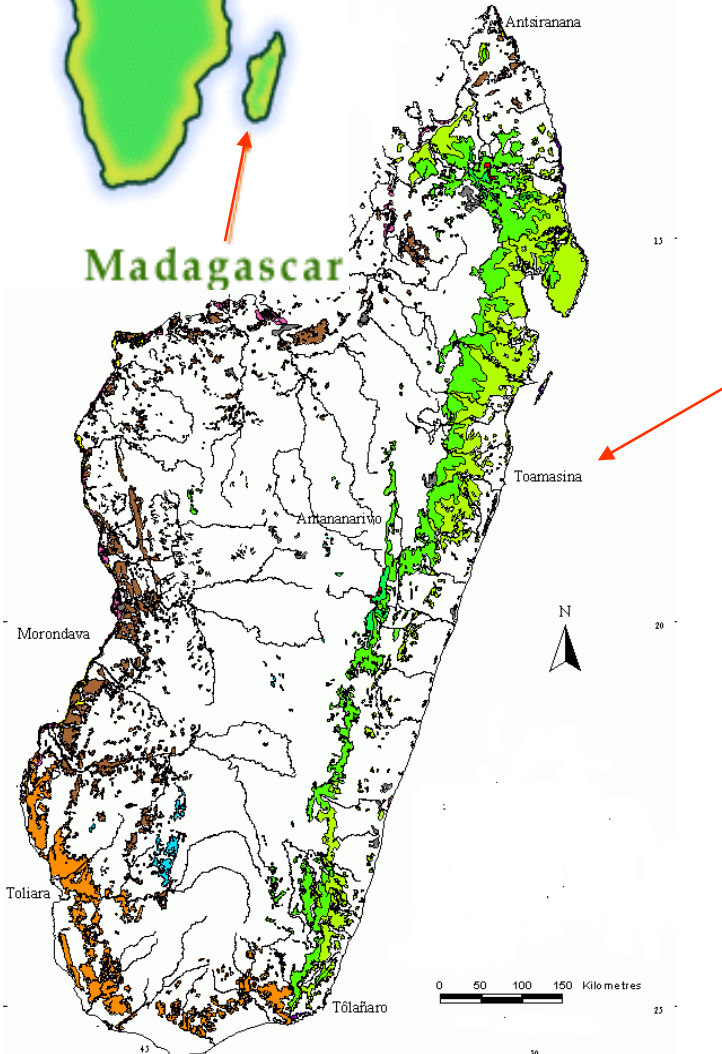 Antsiranana
15
Madagascar
Toamasina
Antananarivo
N
20
Morondava
Toliara
0 50 100 150 Kilometres
Tôlañaro
25
45
50